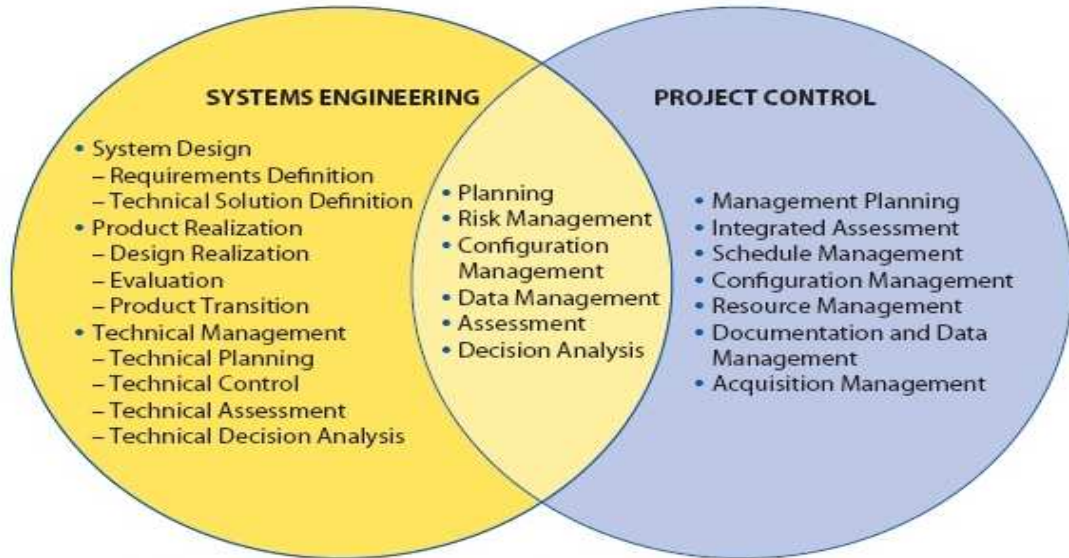 SYSTEMS ENGINEERING
• System Design
– Requirements Definition
– Technical Solution Definition
• Product Realization
– Design Realization
– Evaluation
– Product Transition
• Technical Management
– Technical Planning
– Technical Control
– Technical Assessment
– Technical Decision Analysis
• Planning
• Risk Management
• Configuration
Management
• Data Management
• Assessment
• Decision Analysis
PROJECT CONTROL
• Management Planning
• Integrated Assessment
• Schedule Management
• Configuration Management
• Resource Management
• Documentation and Data
Management
• Acquisition Management